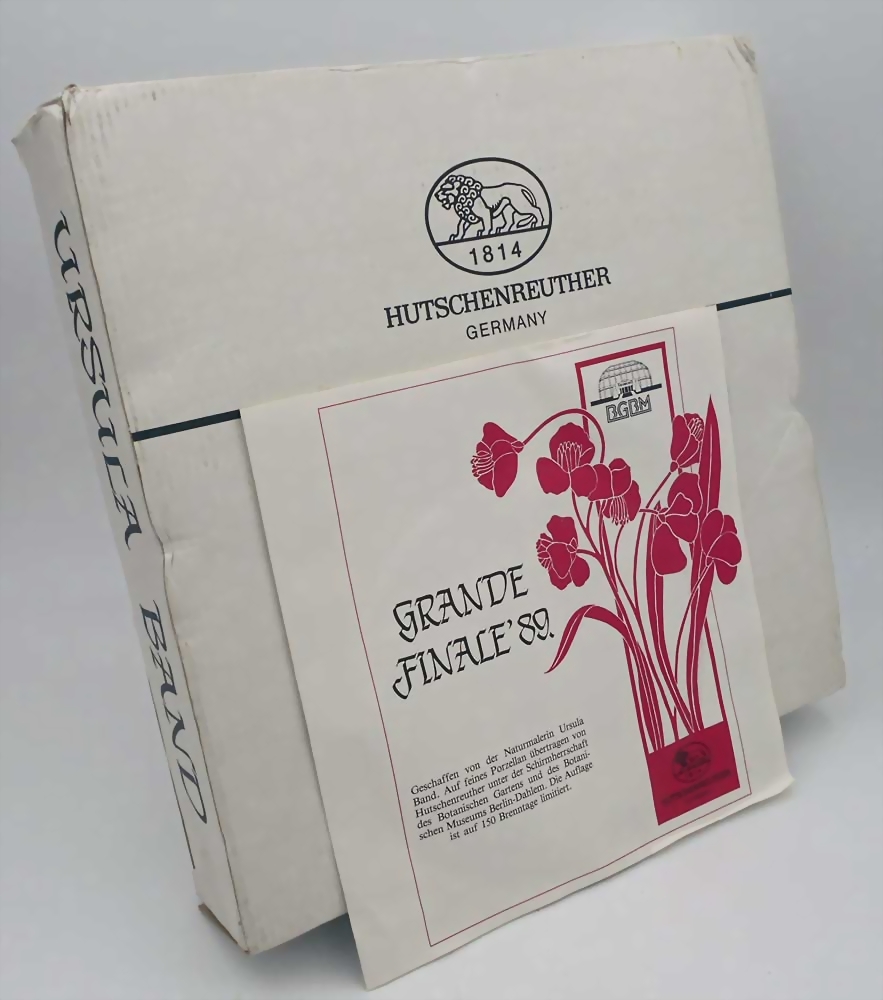 1814
HUTSCHENREUTHER
GERMANY
URSULA BAND
BGBM
GRANDE
FINALE '89.
Geschaffen von der Naturmalerin Ursula
Band. Auf feines Porzellan übertragen von
Hutschenreuther unter der Schirmherrschaft
des Botanischen Gartens und des Botani-
schen Museums Berlin-Dahlem. Die Auflage
ist auf 150 Brenntage limitiert.
HUTSCHENREUTHER